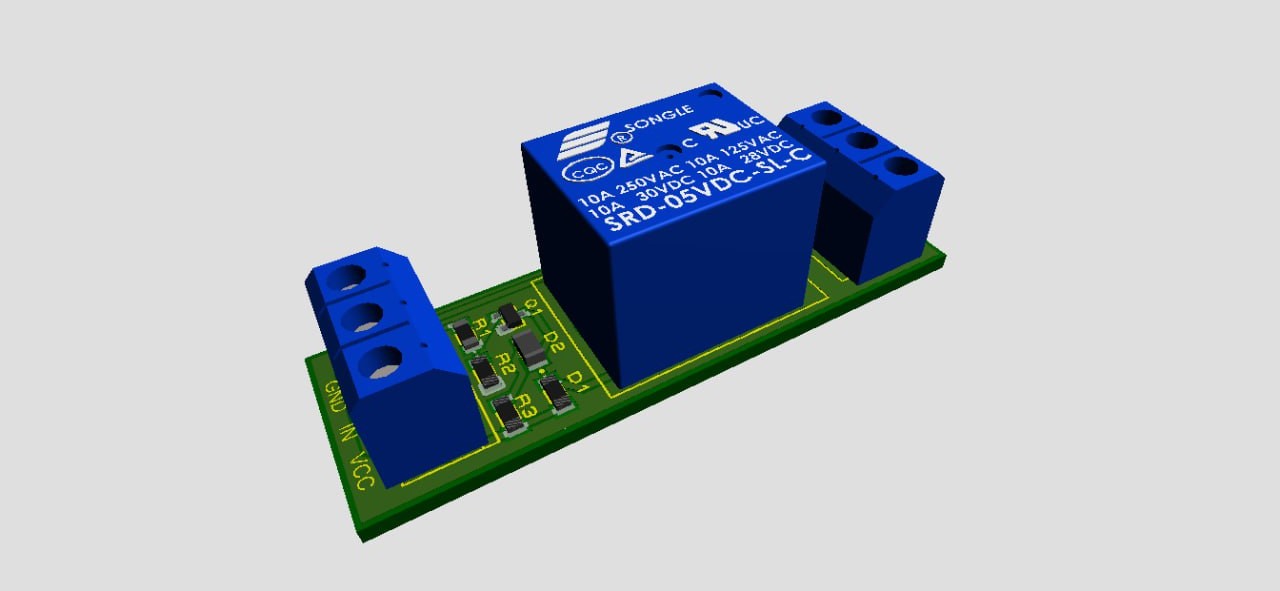 ® SONGLE
CQC C UC
10A 250VAC 10A 125VAC
10A 30VDC 10A 28VDC
SRD-05VDC-SL-C
Q1
R1
D2
R2
D1
R3
GND
IN
VCC